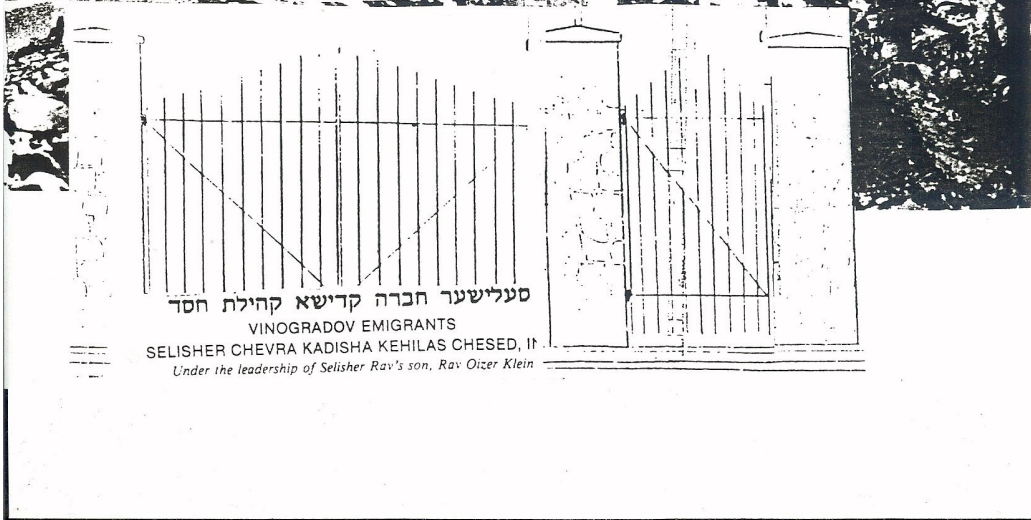 סעלישער חברה קדישא קהילת חסד
VINOGRADOV EMIGRANTS
SELISHER CHEVRA KADISHA KEHILAS CHESED, IN
Under the leadership of Selisher Rav's son, Rav Oizer Klein